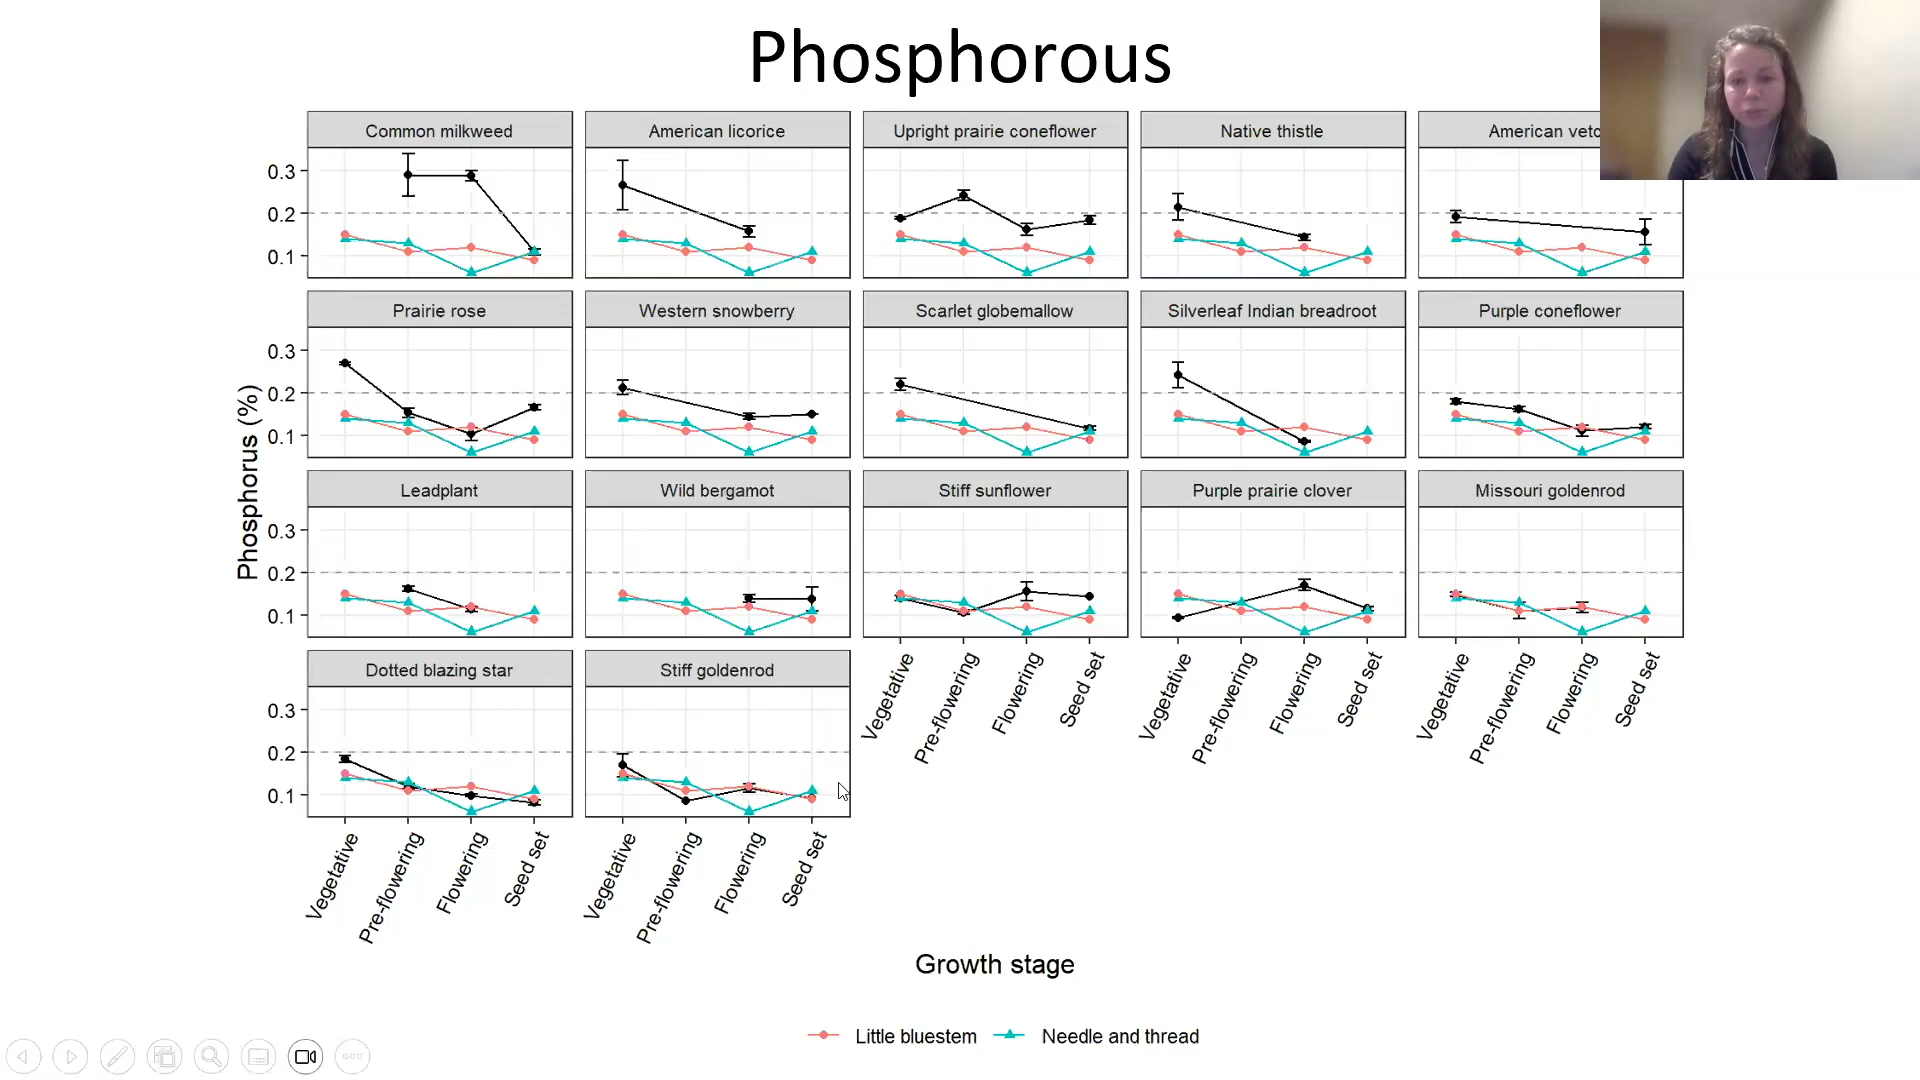 Phosphorous
Common milkweed
American licorice
Upright prairie coneflower
Native thistle
American vetc
0.3
0.2
0.1
Prairie rose
Western snowberry
Scarlet globemallow
Silverleaf Indian breadroot
Purple coneflower
0.3
0.2
0.1
Phosphorus (%)
Leadplant
Wild bergamot
Stiff sunflower
Purple prairie clover
Missouri goldenrod
0.3
0.2
0.1
Vegetative
Pre-flowering
Flowering
Seed set
Vegetative
Pre-flowering
Flowering
Seed set
Vegetative
Pre-flowering
Flowering
Seed set
Dotted blazing star
Stiff goldenrod
0.3
0.2
0.1
Vegetative
Pre-flowering
Flowering
Seed set
Vegetative
Pre-flowering
Flowering
Seed set
Growth stage
Little bluestem
Needle and thread